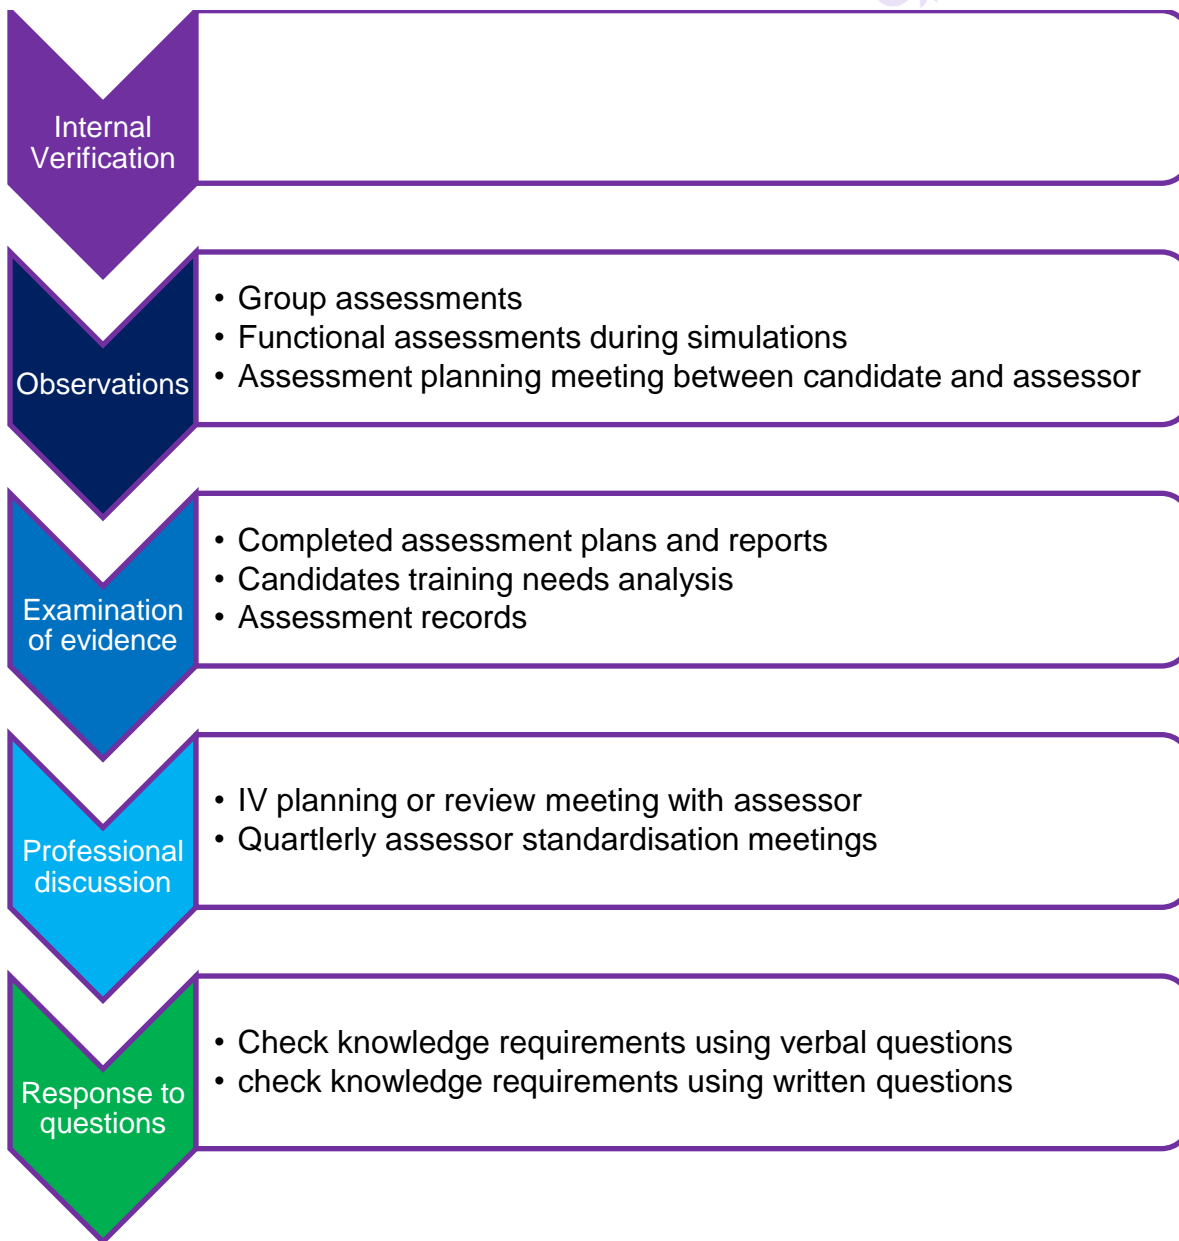 Internal
Verification
Observations
• Group assessments
• Functional assessments during simulations
• Assessment planning meeting between candidate and assessor
Examination
of evidence
• Completed assessment plans and reports
• Candidates training needs analysis
• Assessment records
Professional
discussion
• IV planning or review meeting with assessor
• Quartlerly assessor standardisation meetings
Response to
questions
• Check knowledge requirements using verbal questions
• check knowledge requirements using written questions